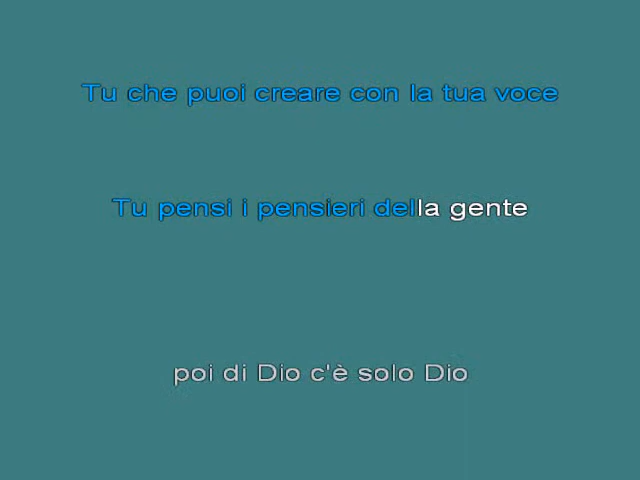 Tu che puoi creare con la tua voce
Tu pensi i pensieri della gente
poi di Dio c'è solo Dio